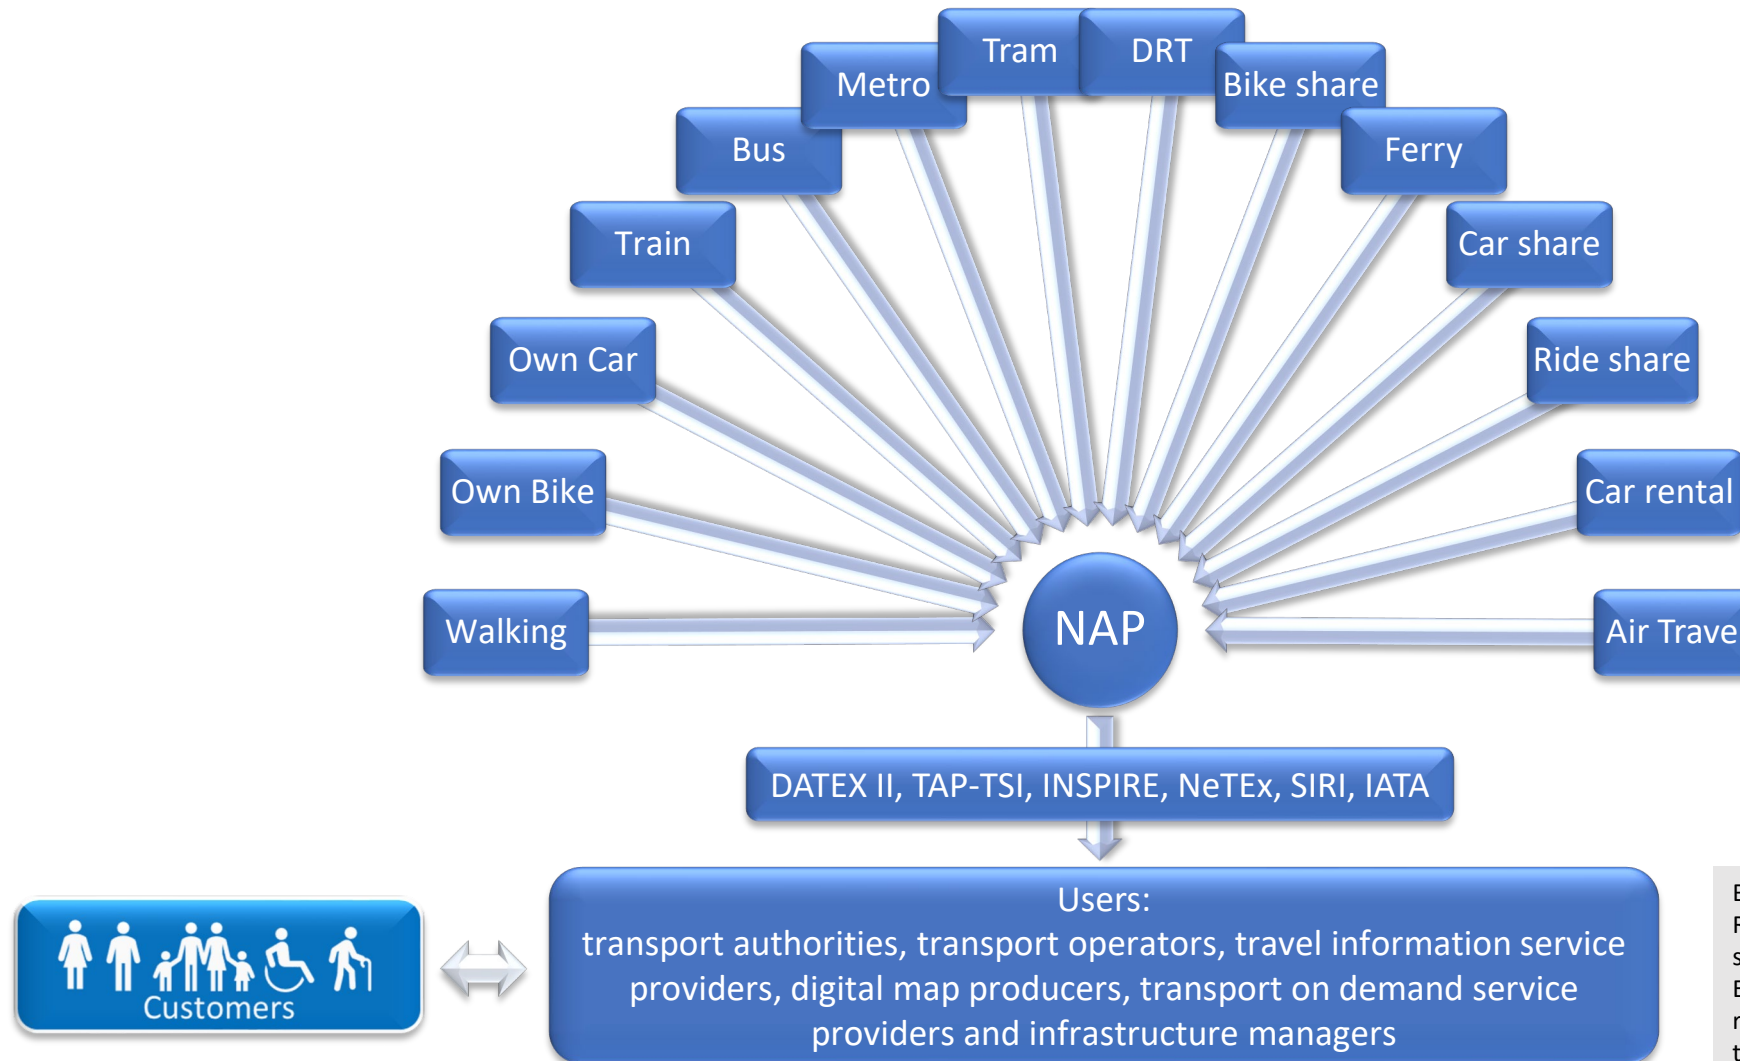 Tram
DRT
Metro
Bike share
Bus
Ferry
Train
Car share
Own Car
Ride share
Own Bike
Car rental
Walking
NAP
Air Trave
DATEX II, TAP-TSI, INSPIRE, NeTEx, SIRI, IATA
Users:
transport authorities, transport operators, travel information service
providers, digital map producers, transport on demand service
providers and infrastructure managers
Customers